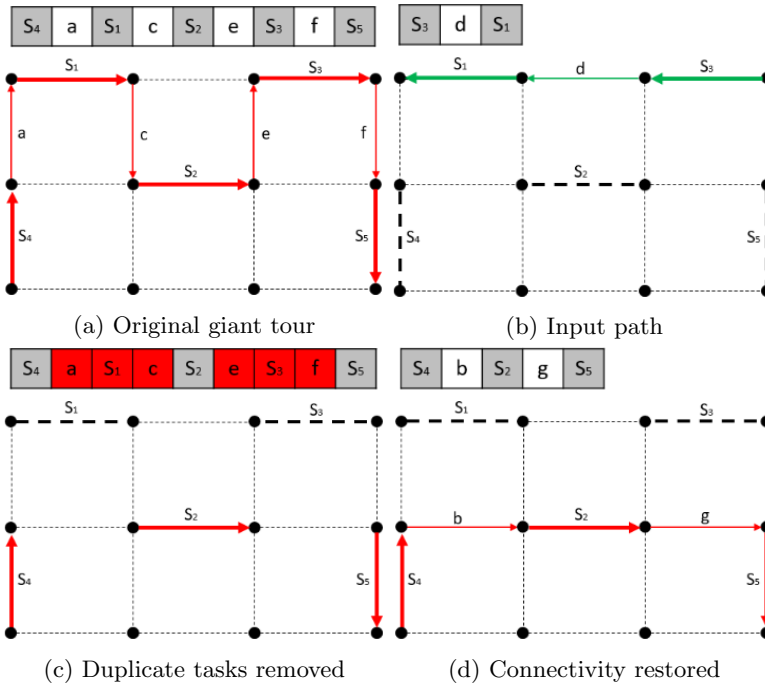 S₄ a S₁ c S₂ e S₃ f S₅
S₁
S₃
a
c
e
f
S₂
S₄
S₅
(a) Original giant tour
S₃ d S₁
S₁
d
S₃
S₂
S₄
S₅
(b) Input path
S₄ a S₁ c S₂ e S₃ f S₅
S₁
S₃
S₂
S₄
S₅
(c) Duplicate tasks removed
S₄ b S₂ g S₅
S₁
S₃
b
S₂
g
S₄
S₅
(d) Connectivity restored